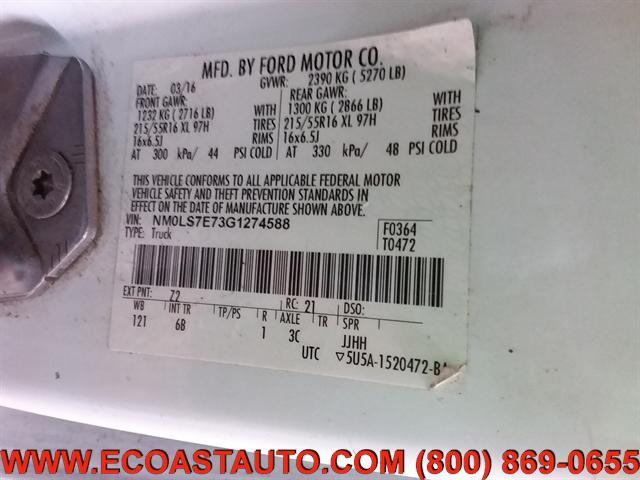 MFD. BY FORD MOTOR CO.
DATE: 03/16 GVWR: 2390 KG ( 5270 LB)
FRONT GAWR: REAR GAWR:
1232 KG ( 2716 LB) WITH 1300 KG ( 2866 LB) WITH
215/55R16 XL 97H TIRES 215/55R16 XL 97H TIRES
16x6.5J RIMS 16x6.5J RIMS
AT 300 kPa/ 44 PSI COLD AT 330 kPa/ 48 PSI COLD
THIS VEHICLE CONFORMS TO ALL APPLICABLE FEDERAL MOTOR
VEHICLE SAFETY AND THEFT PREVENTION STANDARDS IN
EFFECT ON THE DATE OF MANUFACTURE SHOWN ABOVE.
VIN: NM0LS7E73G1274588 F0364
TYPE: Truck T0472
EXT PNT: Z2 RC: 21 DSO:
WB INT TR TP/PS R AXLE TR SPR
121 6B 1 3C JJHH
UTC ▽5U5A-1520472-BA
WWW.ECOASTAUTO.COM (800) 869-0655